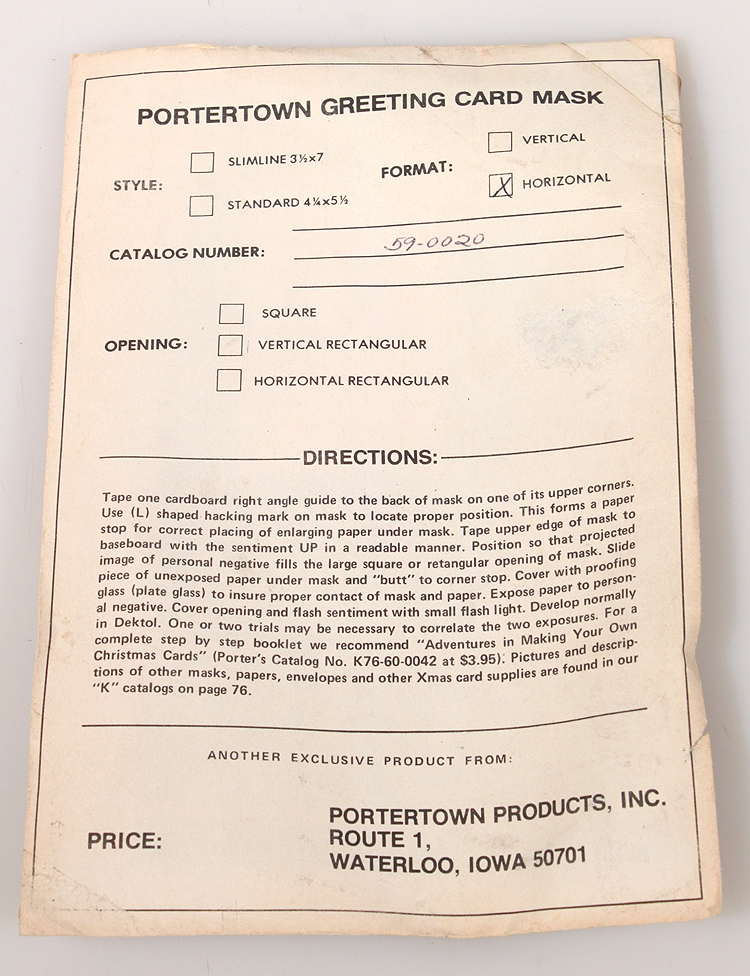 PORTERTOWN GREETING CARD MASK
STYLE:
SLIMLINE 3½x7
STANDARD 4¼x5½
FORMAT:
VERTICAL
X HORIZONTAL
CATALOG NUMBER: 59-0020
OPENING:
SQUARE
VERTICAL RECTANGULAR
HORIZONTAL RECTANGULAR
DIRECTIONS:
Tape one cardboard right angle guide to the back of mask on one of its upper corners.
Use (L) shaped hacking mark on mask to locate proper position. This forms a paper
stop for correct placing of enlarging paper under mask. Tape upper edge of mask to
baseboard with the sentiment UP in a readable manner. Position so that projected
image of personal negative fills the large square or retangular opening of mask. Slide
piece of unexposed paper under mask and "butt" to corner stop. Cover with proofing
glass (plate glass) to insure proper contact of mask and paper. Expose paper to person-
al negative. Cover opening and flash sentiment with small flash light. Develop normally
in Dektol. One or two trials may be necessary to correlate the two exposures. For a
complete step by step booklet we recommend "Adventures in Making Your Own
Christmas Cards" (Porter's Catalog No. K76-60-0042 at $3.95). Pictures and descrip-
tions of other masks, papers, envelopes and other Xmas card supplies are found in our
"K" catalogs on page 76.
ANOTHER EXCLUSIVE PRODUCT FROM:
PRICE:
PORTERTOWN PRODUCTS, INC.
ROUTE 1,
WATERLOO, IOWA 50701